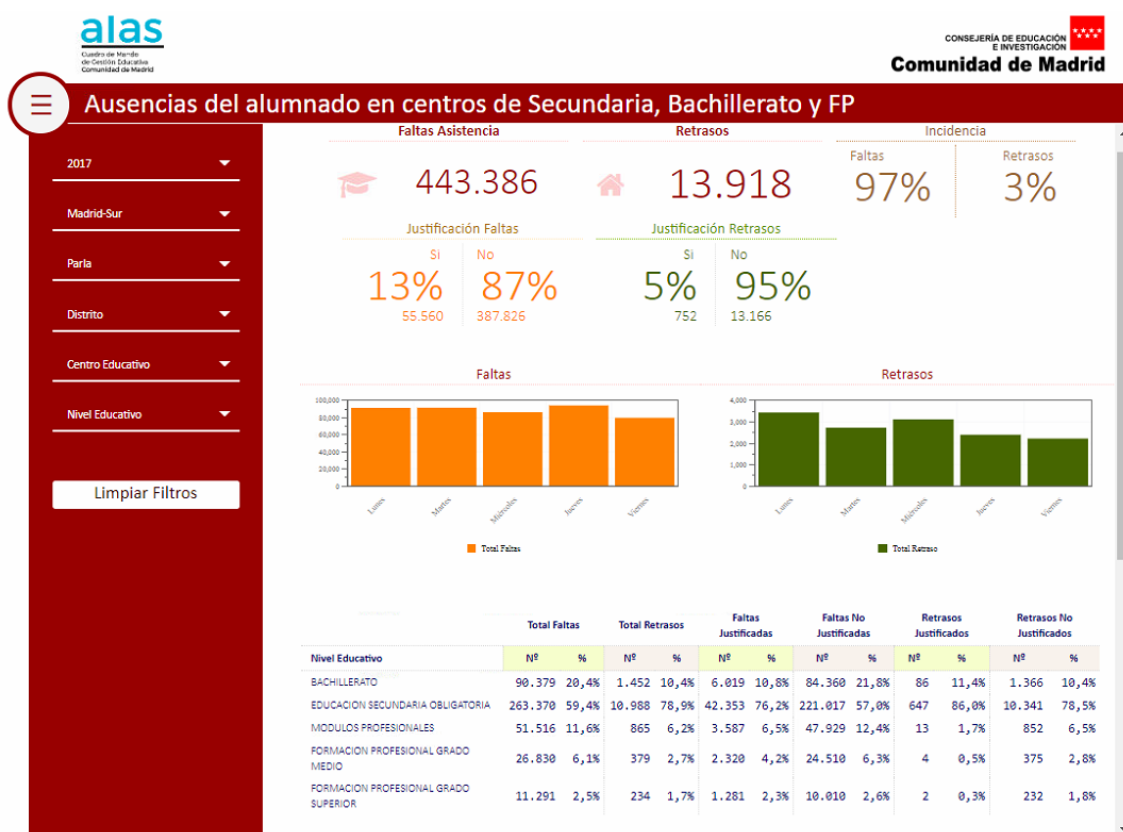 alas
Cuadro de Mando
de Gestión Educativa
Comunidad de Madrid
CONSEJERÍA DE EDUCACIÓN
E INVESTIGACIÓN
Comunidad de Madrid
Ausencias del alumnado en centros de Secundaria, Bachillerato y FP
2017
Madrid-Sur
Parla
Distrito
Centro Educativo
Nivel Educativo
Limpiar Filtros
Faltas Asistencia
443.386
Retrasos
13.918
Incidencia
Faltas Retrasos
97% 3%
Justificación Faltas
Si No
13% 87%
55.560 387.826
Justificación Retrasos
Si No
5% 95%
752 13.166
Faltas
100,000
80,000
60,000
40,000
20,000
0
Lunes Martes Miércoles Jueves Viernes
Total Faltas
Retrasos
4,000
3,000
2,000
1,000
0
Lunes Martes Miércoles Jueves Viernes
Total Retraso
Total Faltas Total Retrasos Faltas Justificadas Faltas No Justificadas Retrasos Justificados Retrasos No Justificados
Nivel Educativo Nº % Nº % Nº % Nº % Nº % Nº %
BACHILLERATO 90.379 20,4% 1.452 10,4% 6.019 10,8% 84.360 21,8% 86 11,4% 1.366 10,4%
EDUCACION SECUNDARIA OBLIGATORIA 263.370 59,4% 10.988 78,9% 42.353 76,2% 221.017 57,0% 647 86,0% 10.341 78,5%
MODULOS PROFESIONALES 51.516 11,6% 865 6,2% 3.587 6,5% 47.929 12,4% 13 1,7% 852 6,5%
FORMACION PROFESIONAL GRADO MEDIO 26.830 6,1% 379 2,7% 2.320 4,2% 24.510 6,3% 4 0,5% 375 2,8%
FORMACION PROFESIONAL GRADO SUPERIOR 11.291 2,5% 234 1,7% 1.281 2,3% 10.010 2,6% 2 0,3% 232 1,8%